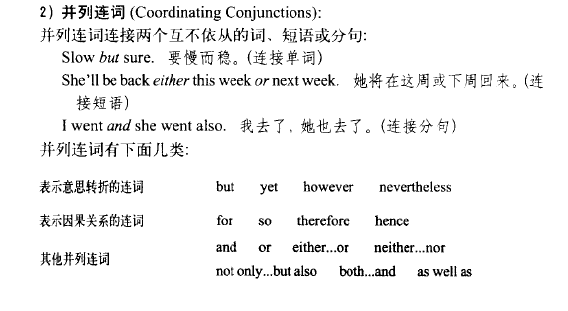 2）并列连词 (Coordinating Conjunctions):
并列连词连接两个互不依从的词、短语或分句:
Slow but sure. 要慢而稳。(连接单词)
She'll be back either this week or next week. 她将在这周或下周回来。(连
接短语)
I went and she went also. 我去了, 她也去了。(连接分句)
并列连词有下面几类:
表示意思转折的连词 but yet however nevertheless
表示因果关系的连词 for so therefore hence
其他并列连词 and or either...or neither...nor
not only...but also both...and as well as